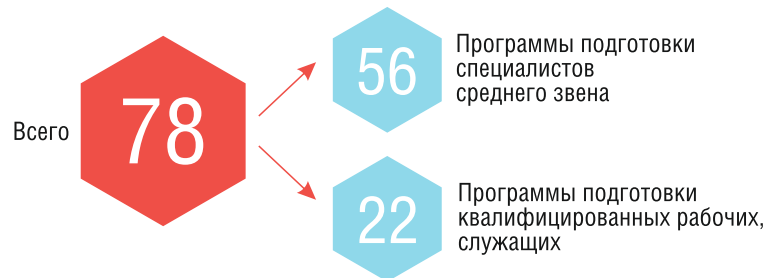 Всего
78
56
Программы подготовки
специалистов
среднего звена
22
Программы подготовки
квалифицированных рабочих,
служащих